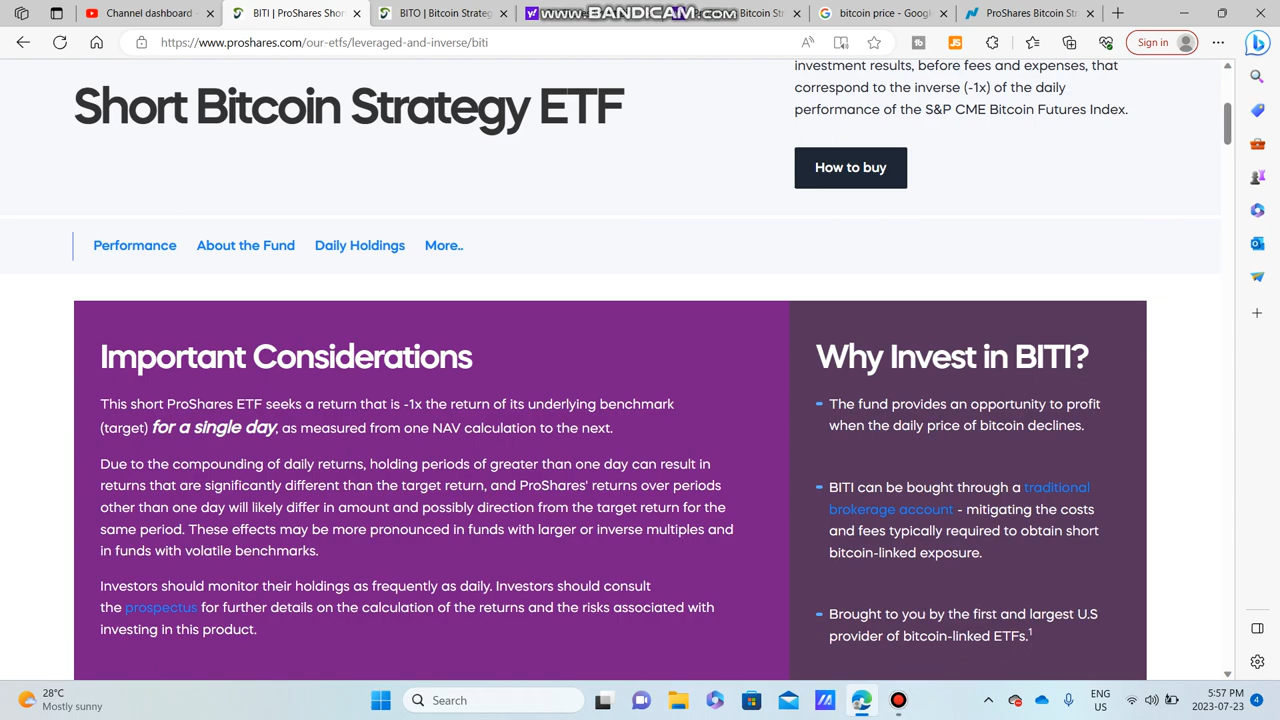 Channel dashboard
BITI | ProShares Shor
BITO | Bitcoin Strateg
www.BANDICAM.com
Bitcoin St
bitcoin price - Googl
ProShares Bitcoin Str
https://www.proshares.com/our-etfs/leveraged-and-inverse/biti
Sign in
Short Bitcoin Strategy ETF
investment results, before fees and expenses, that
correspond to the inverse (-1x) of the daily
performance of the S&P CME Bitcoin Futures Index.
How to buy
Performance About the Fund Daily Holdings More..
Important Considerations
This short ProShares ETF seeks a return that is -1x the return of its underlying benchmark
(target) for a single day, as measured from one NAV calculation to the next.
Due to the compounding of daily returns, holding periods of greater than one day can result in
returns that are significantly different than the target return, and ProShares' returns over periods
other than one day will likely differ in amount and possibly direction from the target return for the
same period. These effects may be more pronounced in funds with larger or inverse multiples and
in funds with volatile benchmarks.
Investors should monitor their holdings as frequently as daily. Investors should consult
the prospectus for further details on the calculation of the returns and the risks associated with
investing in this product.
Why Invest in BITI?
The fund provides an opportunity to profit
when the daily price of bitcoin declines.
BITI can be bought through a traditional
brokerage account - mitigating the costs
and fees typically required to obtain short
bitcoin-linked exposure.
Brought to you by the first and largest U.S
provider of bitcoin-linked ETFs.1
28°C
Mostly sunny
Search
ENG
US
5:57 PM
2023-07-23
4